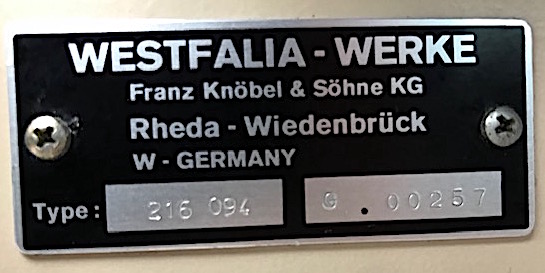 WESTFALIA - WERKE
Franz Knöbel & Söhne KG
Rheda - Wiedenbrück
W - GERMANY
Type: 216 094 G . 00257